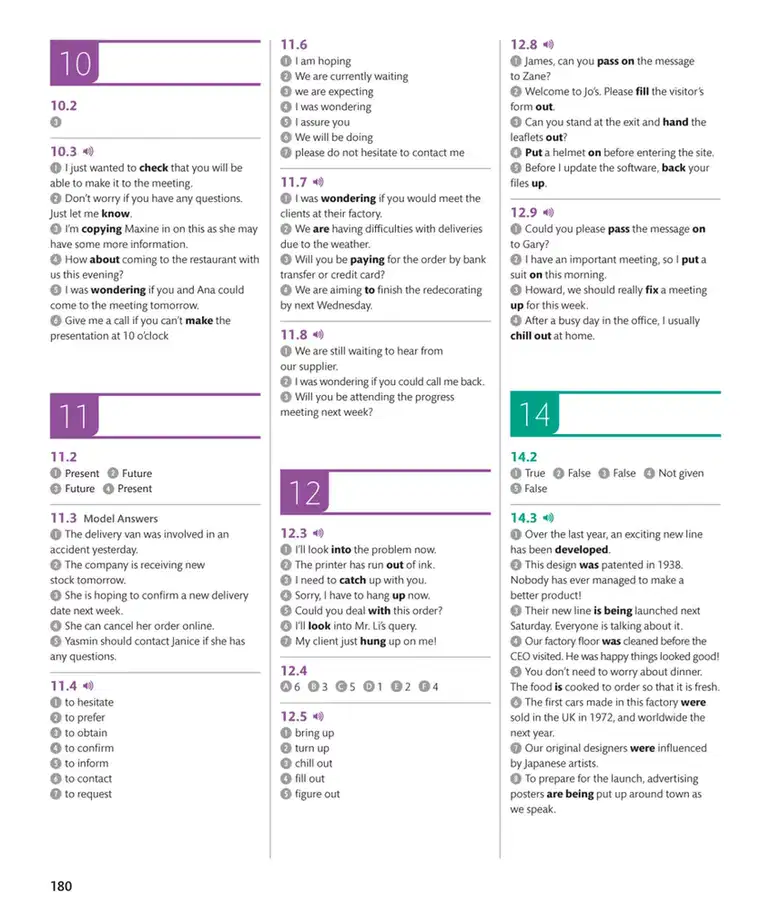 10
10.2
3
10.3
1 I just wanted to check that you will be
able to make it to the meeting.
2 Don't worry if you have any questions.
Just let me know.
3 I'm copying Maxine in on this as she may
have some more information.
4 How about coming to the restaurant with
us this evening?
5 I was wondering if you and Ana could
come to the meeting tomorrow.
6 Give me a call if you can't make the
presentation at 10 o'clock
11
11.2
1 Present 2 Future
3 Future 4 Present
11.3 Model Answers
1 The delivery van was involved in an
accident yesterday.
2 The company is receiving new
stock tomorrow.
3 She is hoping to confirm a new delivery
date next week.
4 She can cancel her order online.
5 Yasmin should contact Janice if she has
any questions.
11.4
1 to hesitate
2 to prefer
3 to obtain
4 to confirm
5 to inform
6 to contact
7 to request
11.6
1 I am hoping
2 We are currently waiting
3 we are expecting
4 I was wondering
5 I assure you
6 We will be doing
7 please do not hesitate to contact me
11.7
1 I was wondering if you would meet the
clients at their factory.
2 We are having difficulties with deliveries
due to the weather.
3 Will you be paying for the order by bank
transfer or credit card?
4 We are aiming to finish the redecorating
by next Wednesday.
11.8
1 We are still waiting to hear from
our supplier.
2 I was wondering if you could call me back.
3 Will you be attending the progress
meeting next week?
12
12.3
1 I'll look into the problem now.
2 The printer has run out of ink.
3 I need to catch up with you.
4 Sorry, I have to hang up now.
5 Could you deal with this order?
6 I'll look into Mr. Li's query.
7 My client just hung up on me!
12.4
A 6 B 3 C 5 D 1 E 2 F 4
12.5
1 bring up
2 turn up
3 chill out
4 fill out
5 figure out
12.8
1 James, can you pass on the message
to Zane?
2 Welcome to Jo's. Please fill the visitor's
form out.
3 Can you stand at the exit and hand the
leaflets out?
4 Put a helmet on before entering the site.
5 Before I update the software, back your
files up.
12.9
1 Could you please pass the message on
to Gary?
2 I have an important meeting, so I put a
suit on this morning.
3 Howard, we should really fix a meeting
up for this week.
4 After a busy day in the office, I usually
chill out at home.
14
14.2
1 True 2 False 3 False 4 Not given
5 False
14.3
1 Over the last year, an exciting new line
has been developed.
2 This design was patented in 1938.
Nobody has ever managed to make a
better product!
3 Their new line is being launched next
Saturday. Everyone is talking about it.
4 Our factory floor was cleaned before the
CEO visited. He was happy things looked good!
5 You don't need to worry about dinner.
The food is cooked to order so that it is fresh.
6 The first cars made in this factory were
sold in the UK in 1972, and worldwide the
next year.
7 Our original designers were influenced
by Japanese artists.
8 To prepare for the launch, advertising
posters are being put up around town as
we speak.
180